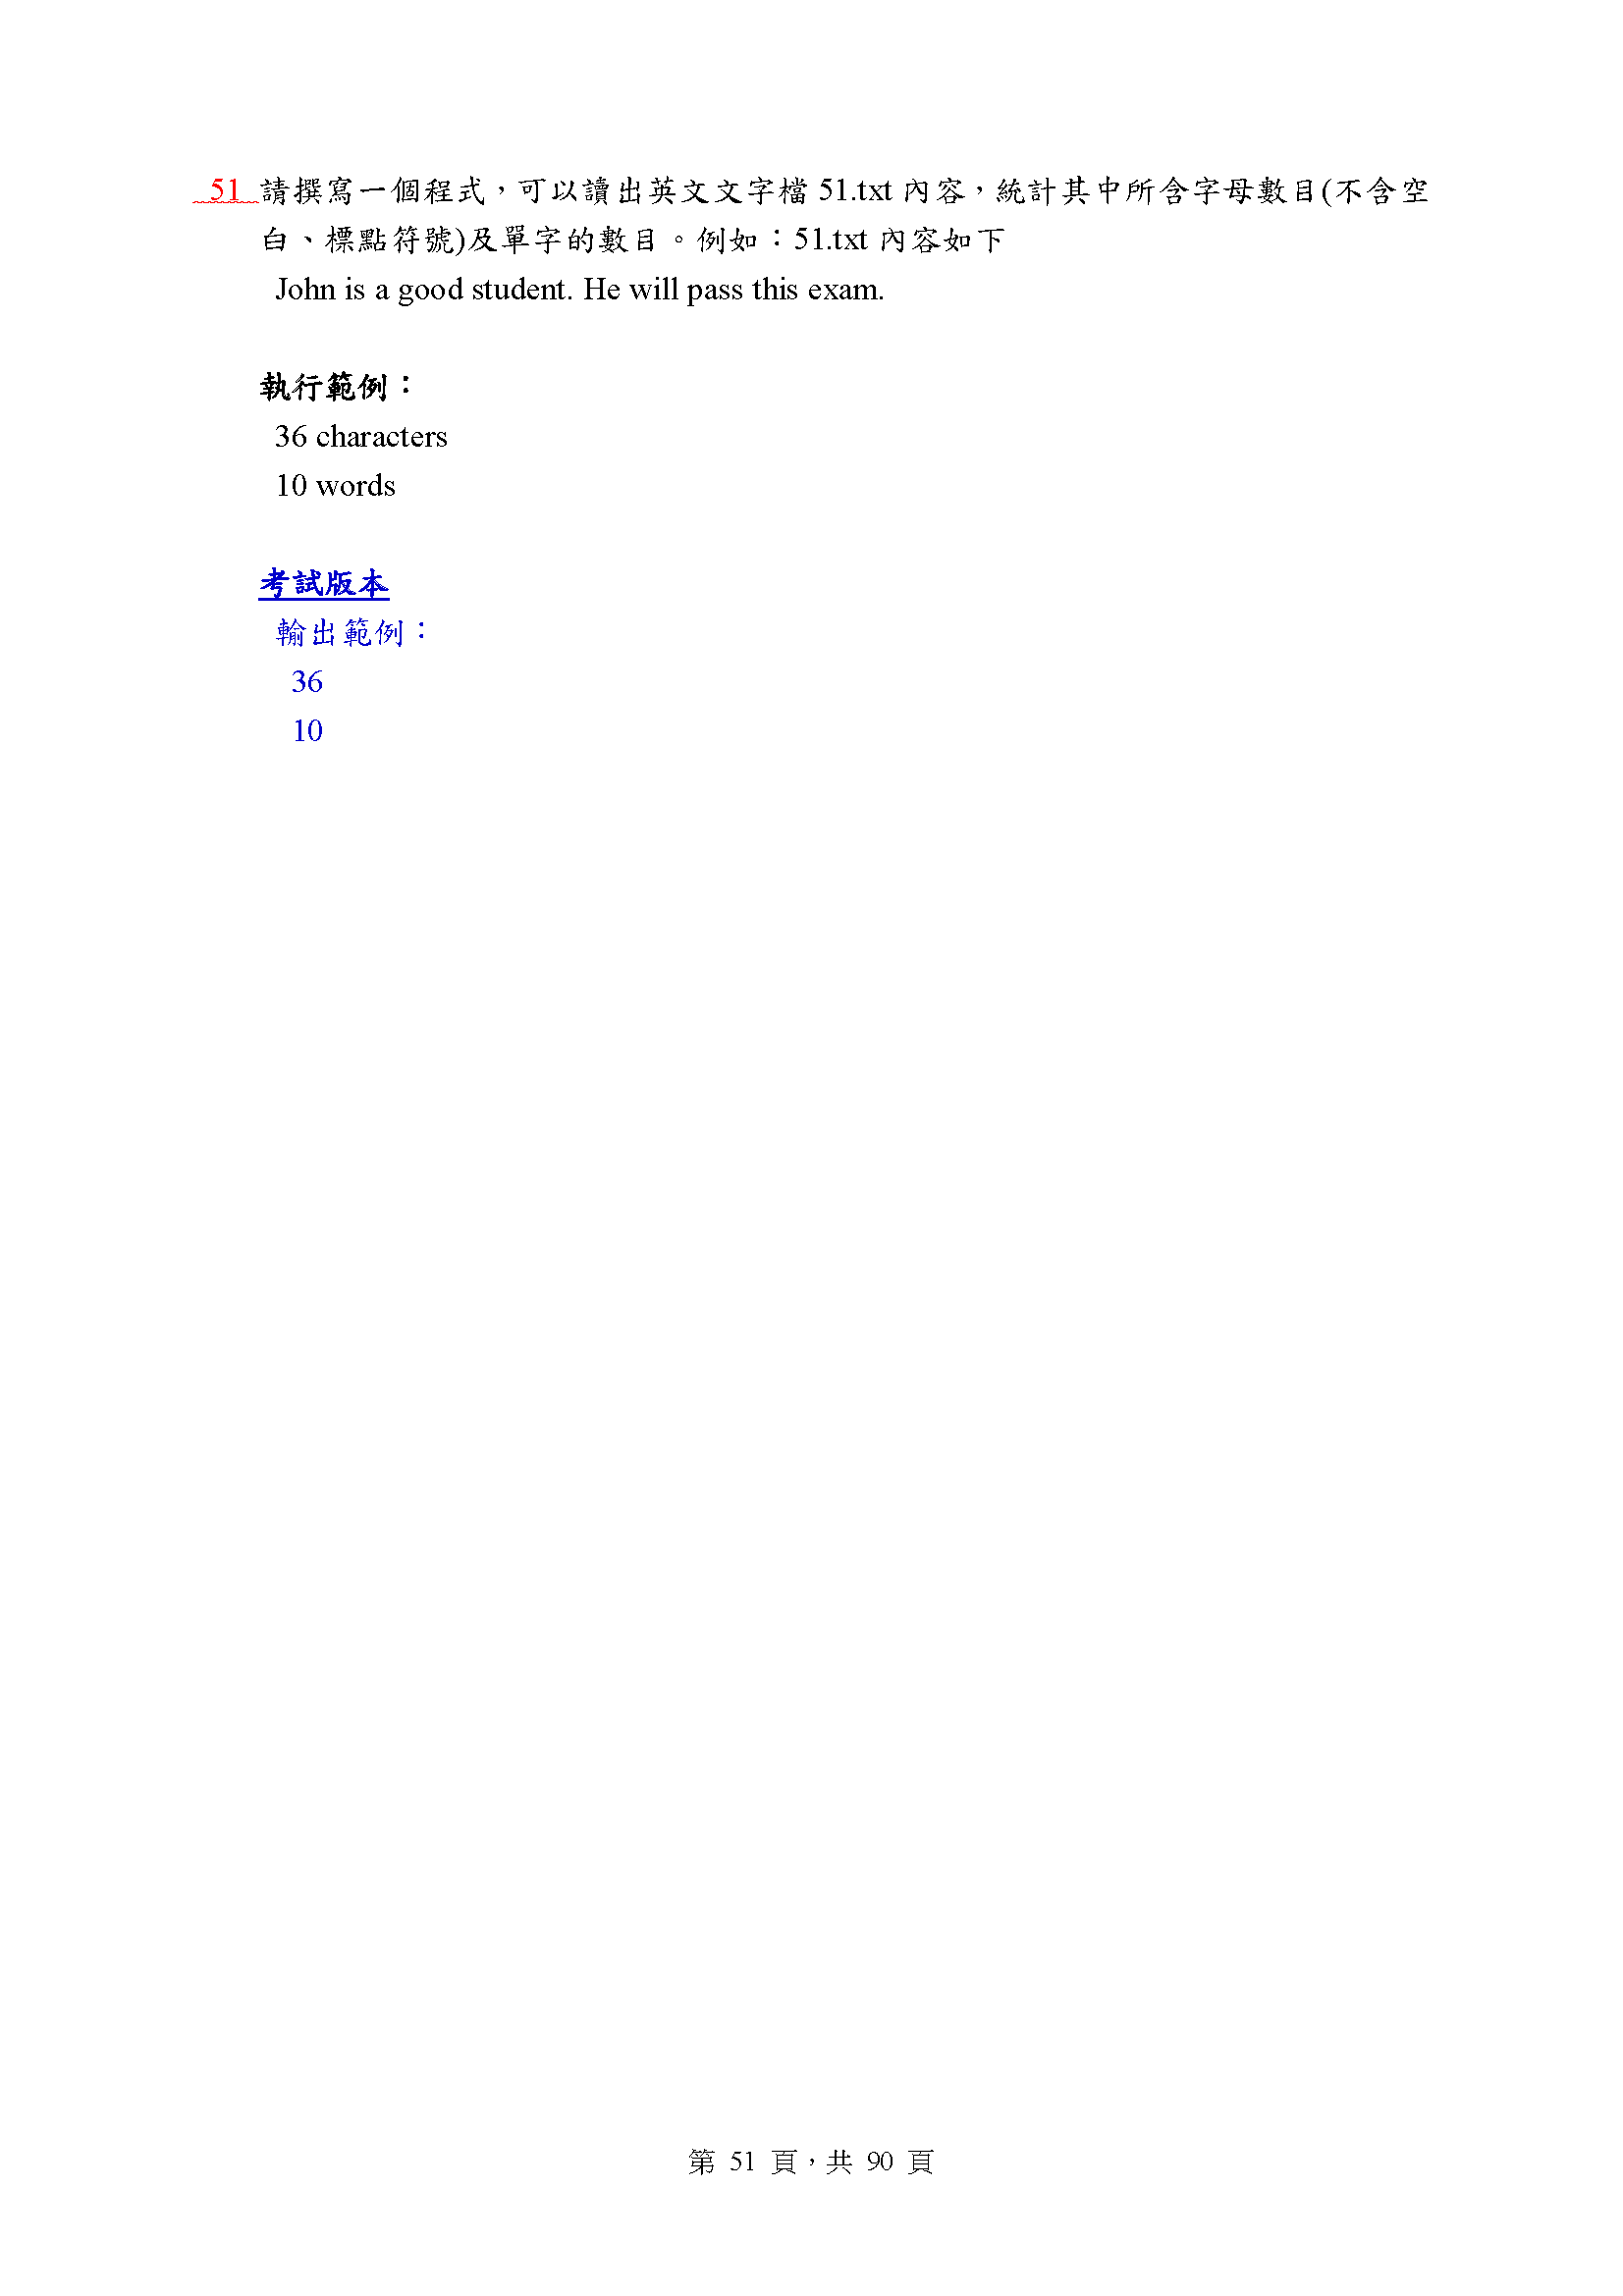 51 請撰寫一個程式，可以讀出英文文字檔 51.txt 內容，統計其中所含字母數目(不含空
白、標點符號)及單字的數目。例如：51.txt 內容如下
John is a good student. He will pass this exam.
執行範例：
36 characters
10 words
考試版本
輸出範例：
36
10
第 51 頁，共 90 頁